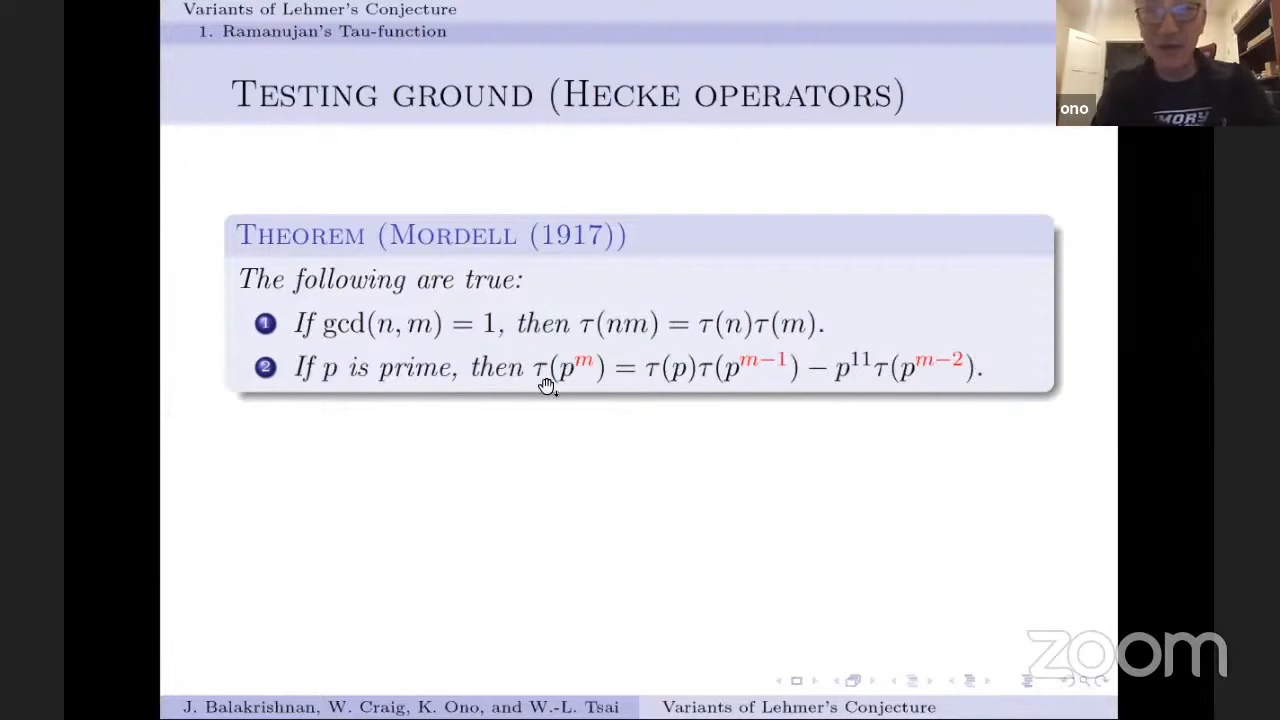 Variants of Lehmer's Conjecture
1. Ramanujan's Tau-function
Testing ground (Hecke operators)
ono
MORY
Theorem (Mordell (1917))
The following are true:
1 If gcd(n, m) = 1, then τ(nm) = τ(n)τ(m).
2 If p is prime, then τ(p^m) = τ(p)τ(p^{m−1}) − p^{11}τ(p^{m−2}).
zoom
J. Balakrishnan, W. Craig, K. Ono, and W.-L. Tsai
Variants of Lehmer's Conjecture